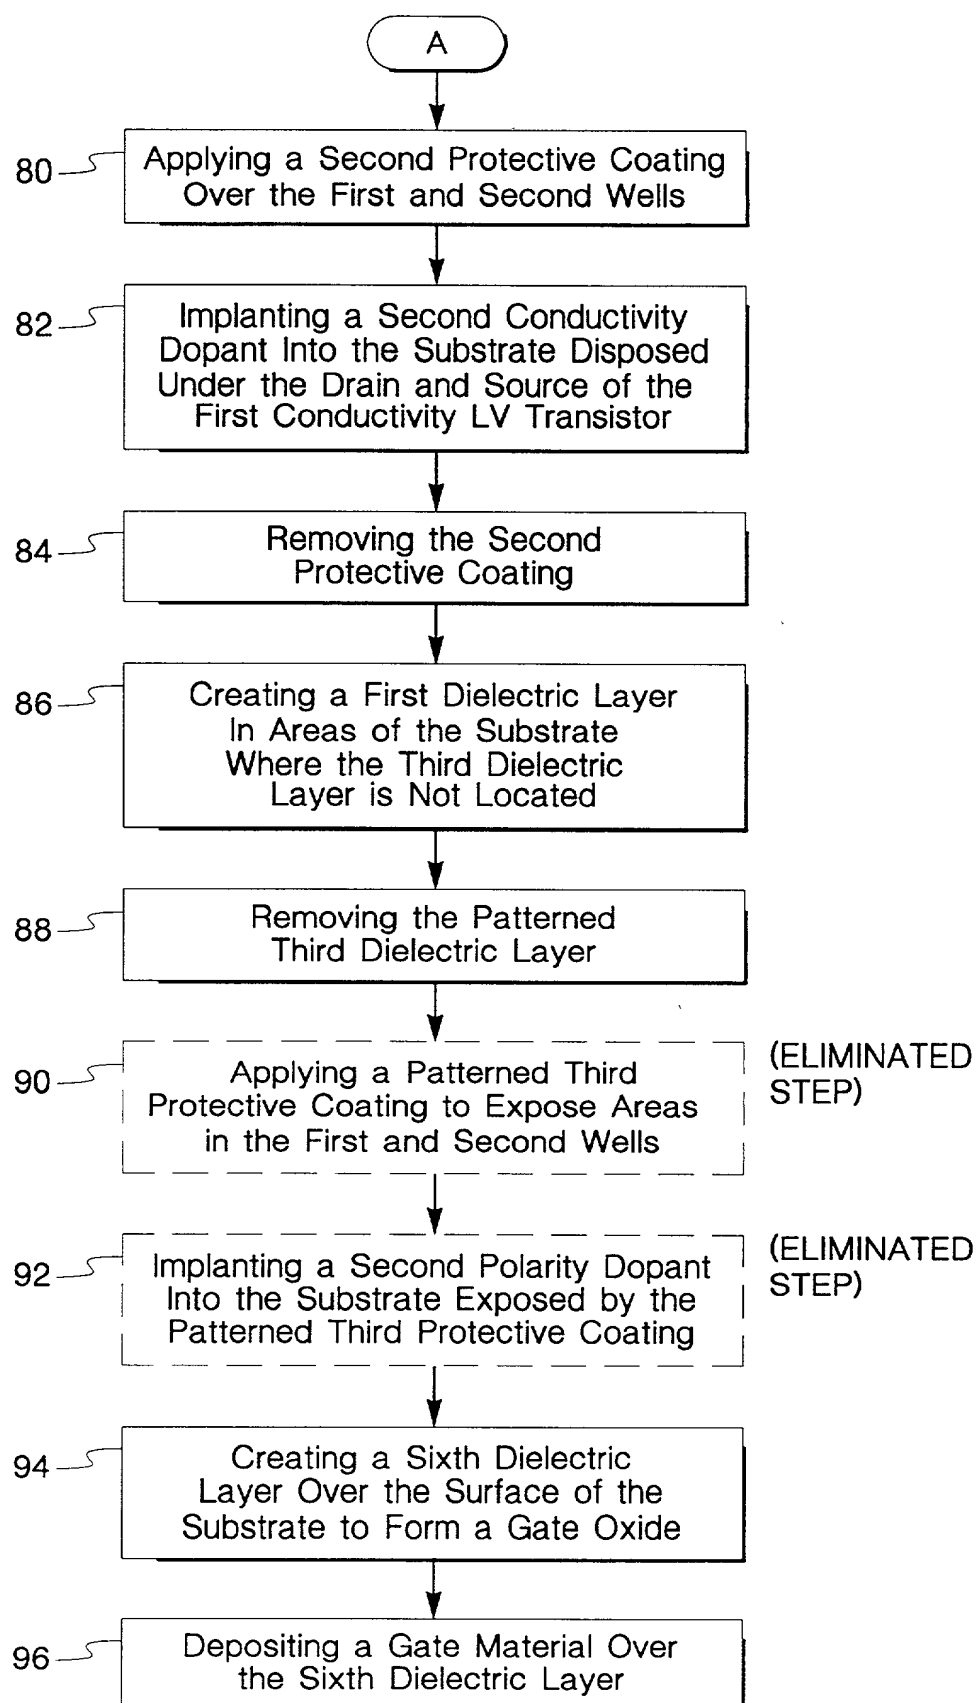 A
80
Applying a Second Protective Coating
Over the First and Second Wells
82
Implanting a Second Conductivity
Dopant Into the Substrate Disposed
Under the Drain and Source of the
First Conductivity LV Transistor
84
Removing the Second
Protective Coating
86
Creating a First Dielectric Layer
In Areas of the Substrate
Where the Third Dielectric
Layer is Not Located
88
Removing the Patterned
Third Dielectric Layer
90
Applying a Patterned Third
Protective Coating to Expose Areas
in the First and Second Wells
(ELIMINATED
STEP)
92
Implanting a Second Polarity Dopant
Into the Substrate Exposed by the
Patterned Third Protective Coating
(ELIMINATED
STEP)
94
Creating a Sixth Dielectric
Layer Over the Surface of the
Substrate to Form a Gate Oxide
96
Depositing a Gate Material Over
the Sixth Dielectric Layer